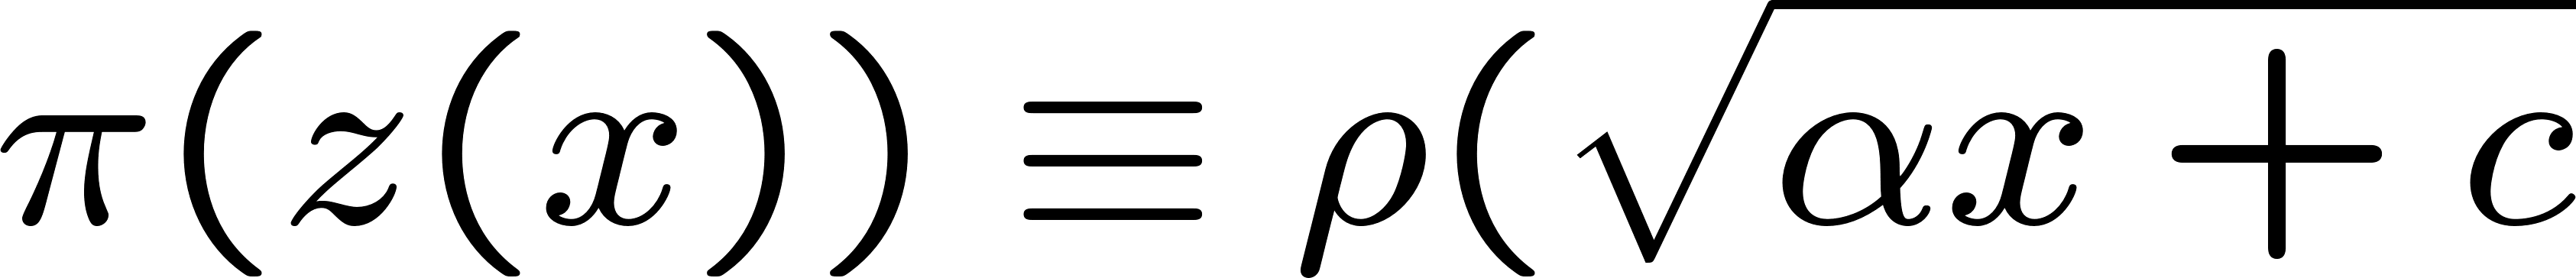 π(z(x)) ≡ ρ(√αx + c